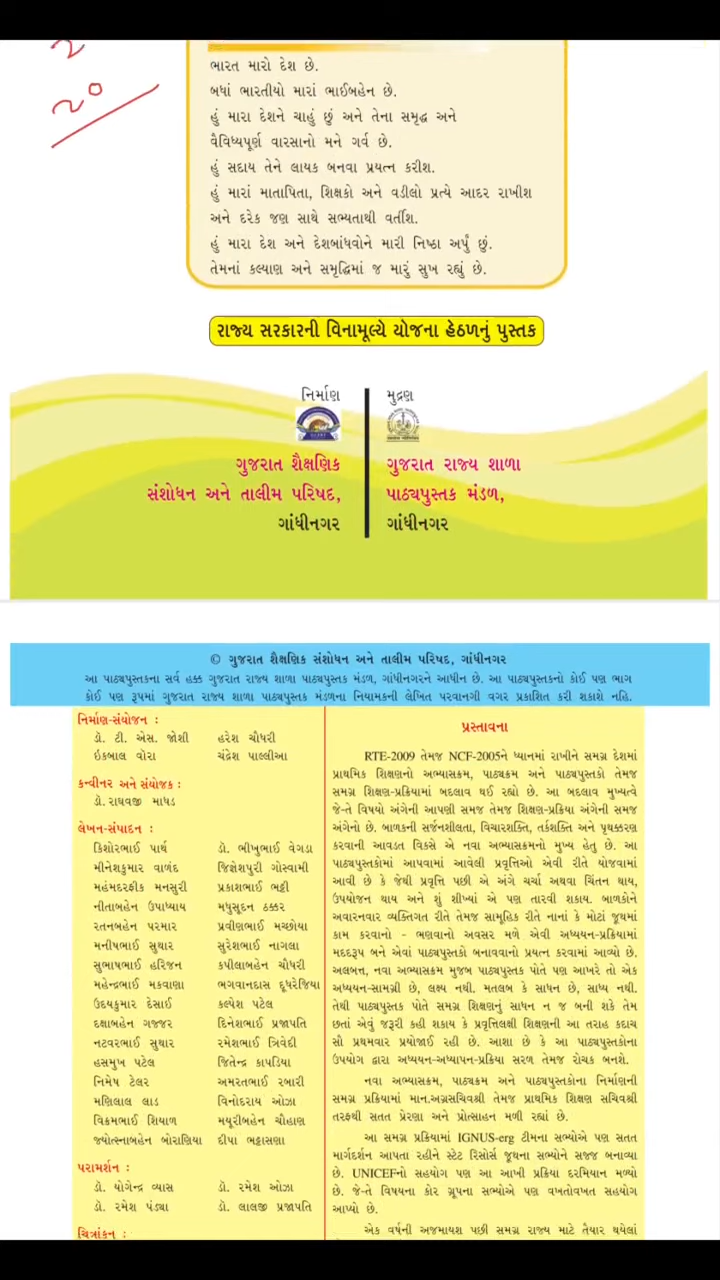 20
ભારત મારો દેશ છે.
બધાં ભારતીયો મારાં ભાઈબહેન છે.
હું મારા દેશને ચાહું છું અને તેના સમૃદ્ધ અને
વૈવિધ્યપૂર્ણ વારસાનો મને ગર્વ છે.
હું સદાય તેને લાયક બનવા પ્રયત્ન કરીશ.
હું મારાં માતાપિતા, શિક્ષકો અને વડીલો પ્રત્યે આદર રાખીશ
અને દરેક જણ સાથે સભ્યતાથી વર્તીશ.
હું મારા દેશ અને દેશબાંધવોને મારી નિષ્ઠા અર્પું છું.
તેમનાં કલ્યાણ અને સમૃદ્ધિમાં જ મારું સુખ રહ્યું છે.
રાજ્ય સરકારની વિનામૂલ્યે યોજના હેઠળનું પુસ્તક
નિર્માણ
ગુજરાત શૈક્ષણિક
સંશોધન અને તાલીમ પરિષદ,
ગાંધીનગર
મુદ્રણ
ગુજરાત રાજ્ય શાળા
પાઠ્યપુસ્તક મંડળ,
ગાંધીનગર
© ગુજરાત શૈક્ષણિક સંશોધન અને તાલીમ પરિષદ, ગાંધીનગર
આ પાઠ્યપુસ્તકના સર્વ હક્ક ગુજરાત રાજ્ય શાળા પાઠ્યપુસ્તક મંડળ, ગાંધીનગરને આધીન છે. આ પાઠ્યપુસ્તકનો કોઈ પણ ભાગ
કોઈ પણ રૂપમાં ગુજરાત રાજ્ય શાળા પાઠ્યપુસ્તક મંડળના નિયામકની લેખિત પરવાનગી વગર પ્રકાશિત કરી શકાશે નહિ.
નિર્માણ-સંયોજન :
ડૉ. ટી. એસ. જોશી હરેશ ચૌધરી
ઇકબાલ વૉરા ચંદ્રેશ પાલ્લીઆ
કન્વીનર અને સંયોજક :
ડૉ. રાઘવજી માધડ
લેખન-સંપાદન :
કિશોરભાઈ પાર્થ ડૉ. ભીખુભાઈ વેગડા
મીનેશકુમાર વાળંદ જિજ્ઞેશપુરી ગોસ્વામી
મહંમદરફીક મનસુરી પ્રકાશભાઈ ભટ્ટી
નીતાબહેન ઉપાધ્યાય મધુસૂદન ઠક્કર
રતનબહેન પરમાર પ્રવીણભાઈ મચ્છોયા
મનીષભાઈ સુથાર સુરેશભાઈ નાગલા
સુભાષભાઈ હરિજન કપીલાબહેન ચૌધરી
મહેન્દ્રભાઈ મકવાણા ભગવાનદાસ દૂધરેજિયા
ઉદયકુમાર દેસાઈ કલ્પેશ પટેલ
દક્ષાબહેન ગજ્જર દિનેશભાઈ પ્રજાપતિ
નટવરભાઈ સુથાર રમેશભાઈ ત્રિવેદી
હસમુખ પટેલ જિતેન્દ્ર કાપડિયા
નિમેષ ટેલર અમરતભાઈ રબારી
મણિલાલ લાડ વિનોદરાય ઓઝા
વિક્રમભાઈ શિયાળ મયૂરીબહેન ચૌહાણ
જ્યોત્સનાબહેન બોરાણિયા દીપા ભટ્ટાસણા
પરામર્શન :
ડૉ. યોગેન્દ્ર વ્યાસ ડૉ. રમેશ ઓઝા
ડૉ. રમેશ પંડ્યા ડૉ. લાલજી પ્રજાપતિ
ચિત્રાંકન :
પ્રસ્તાવના
RTE-2009 તેમજ NCF-2005ને ધ્યાનમાં રાખીને સમગ્ર દેશમાં
પ્રાથમિક શિક્ષણનો અભ્યાસક્રમ, પાઠ્યક્રમ અને પાઠ્યપુસ્તકો તેમજ
સમગ્ર શિક્ષણ-પ્રક્રિયામાં બદલાવ થઈ રહ્યો છે. આ બદલાવ મુખ્યત્વે
જે-તે વિષયો અંગેની આપણી સમજ તેમજ શિક્ષણ-પ્રક્રિયા અંગેની સમજ
અંગેનો છે. બાળકની સર્જનશીલતા, વિચારશક્તિ, તર્કશક્તિ અને પૃથક્કરણ
કરવાની આવડત વિકસે એ નવા અભ્યાસક્રમનો મુખ્ય હેતુ છે. આ
પાઠ્યપુસ્તકોમાં આપવામાં આવેલી પ્રવૃત્તિઓ એવી રીતે યોજવામાં
આવી છે કે જેથી પ્રવૃત્તિ પછી એ અંગે ચર્ચા અથવા ચિંતન થાય,
ઉપયોજન થાય અને શું શીખ્યાં એ પણ તારવી શકાય. બાળકોને
અવારનવાર વ્યક્તિગત રીતે તેમજ સામૂહિક રીતે નાનાં કે મોટાં જૂથમાં
કામ કરવાનો - ભણવાનો અવસર મળે એવી અધ્યયન-પ્રક્રિયામાં
મદદરૂપ બને એવાં પાઠ્યપુસ્તકો બનાવવાનો પ્રયત્ન કરવામાં આવ્યો છે.
અલબત્ત, નવા અભ્યાસક્રમ મુજબ પાઠ્યપુસ્તક પોતે પણ આખરે તો એક
અધ્યયન-સામગ્રી છે, લક્ષ્ય નથી. મતલબ કે સાધન છે, સાધ્ય નથી.
તેથી પાઠ્યપુસ્તક પોતે સમગ્ર શિક્ષણનું સાધન ન જ બની શકે તેમ
છતાં એવું જરૂરી કહી શકાય કે પ્રવૃત્તિલક્ષી શિક્ષણની આ તરાહ કદાચ
સૌ પ્રથમવાર પ્રયોજાઈ રહી છે. આશા છે કે આ પાઠ્યપુસ્તકોના
ઉપયોગ દ્વારા અધ્યયન-અધ્યાપન-પ્રક્રિયા સરળ તેમજ રોચક બનશે.
નવા અભ્યાસક્રમ, પાઠ્યક્રમ અને પાઠ્યપુસ્તકોના નિર્માણની
સમગ્ર પ્રક્રિયામાં માન.અગ્રસચિવશ્રી તેમજ પ્રાથમિક શિક્ષણ સચિવશ્રી
તરફથી સતત પ્રેરણા અને પ્રોત્સાહન મળી રહ્યાં છે.
આ સમગ્ર પ્રક્રિયામાં IGNUS-erg ટીમના સભ્યોએ પણ સતત
માર્ગદર્શન આપતા રહીને સ્ટેટ રિસોર્સ જૂથના સભ્યોને સજ્જ બનાવ્યા
છે. UNICEFનો સહયોગ પણ આ આખી પ્રક્રિયા દરમિયાન મળ્યો
છે. જે-તે વિષયના કોર ગ્રૂપના સભ્યોએ પણ વખતોવખત સહયોગ
આપ્યો છે.
એક વર્ષની અજમાયશ પછી સમગ્ર રાજ્ય માટે તૈયાર થયેલાં